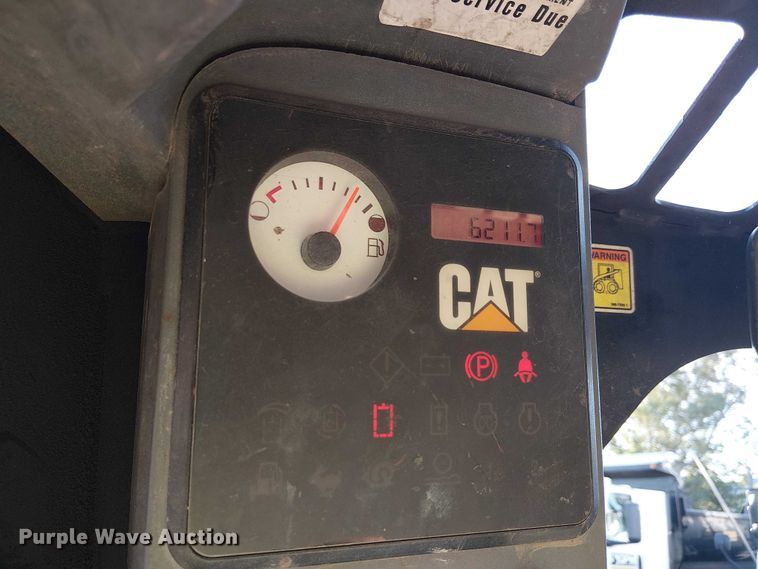 Service Due
6211.7
CAT®
P
WARNING
Purple Wave Auction